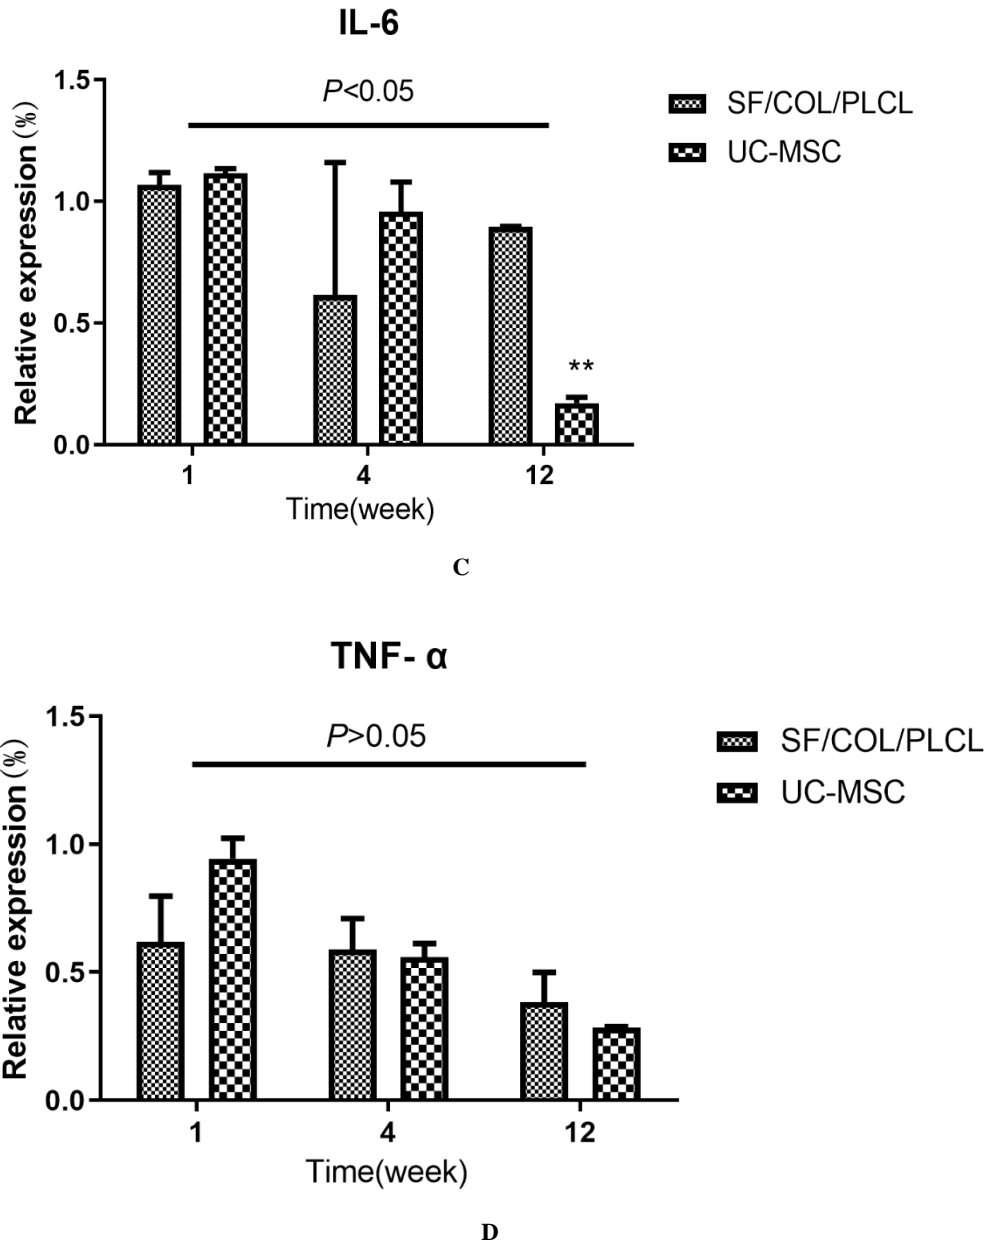 IL-6
1.5
1.0
0.5
0.0
Relative expression(%)
P<0.05
**
1 4 12
Time(week)
SF/COL/PLCL
UC-MSC
C
TNF- α
1.5
1.0
0.5
0.0
Relative expression(%)
P>0.05
1 4 12
Time(week)
SF/COL/PLCL
UC-MSC
D